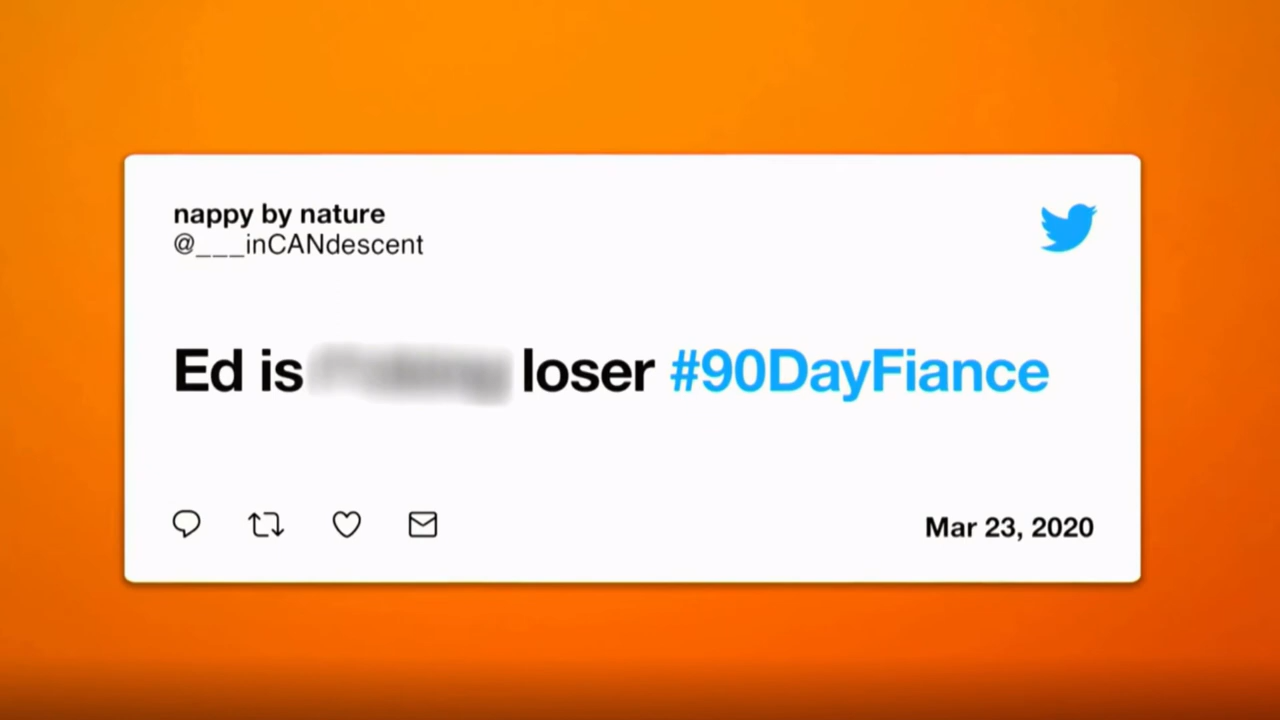 nappy by nature
@___inCANdescent
Ed is loser #90DayFiance
Mar 23, 2020